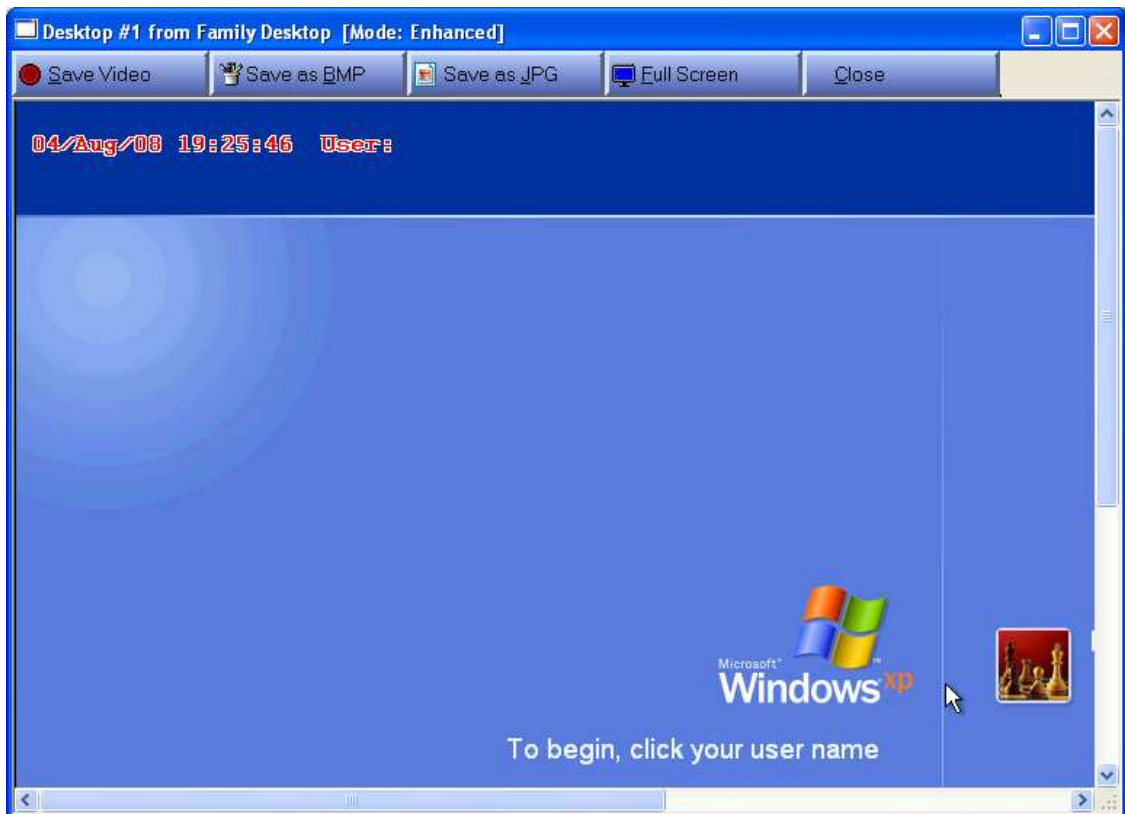 Desktop #1 from Family Desktop [Mode: Enhanced]
Save Video Save as BMP Save as JPG Full Screen Close
04/Aug/08 19:25:46 User:
Microsoft
Windows xp
To begin, click your user name